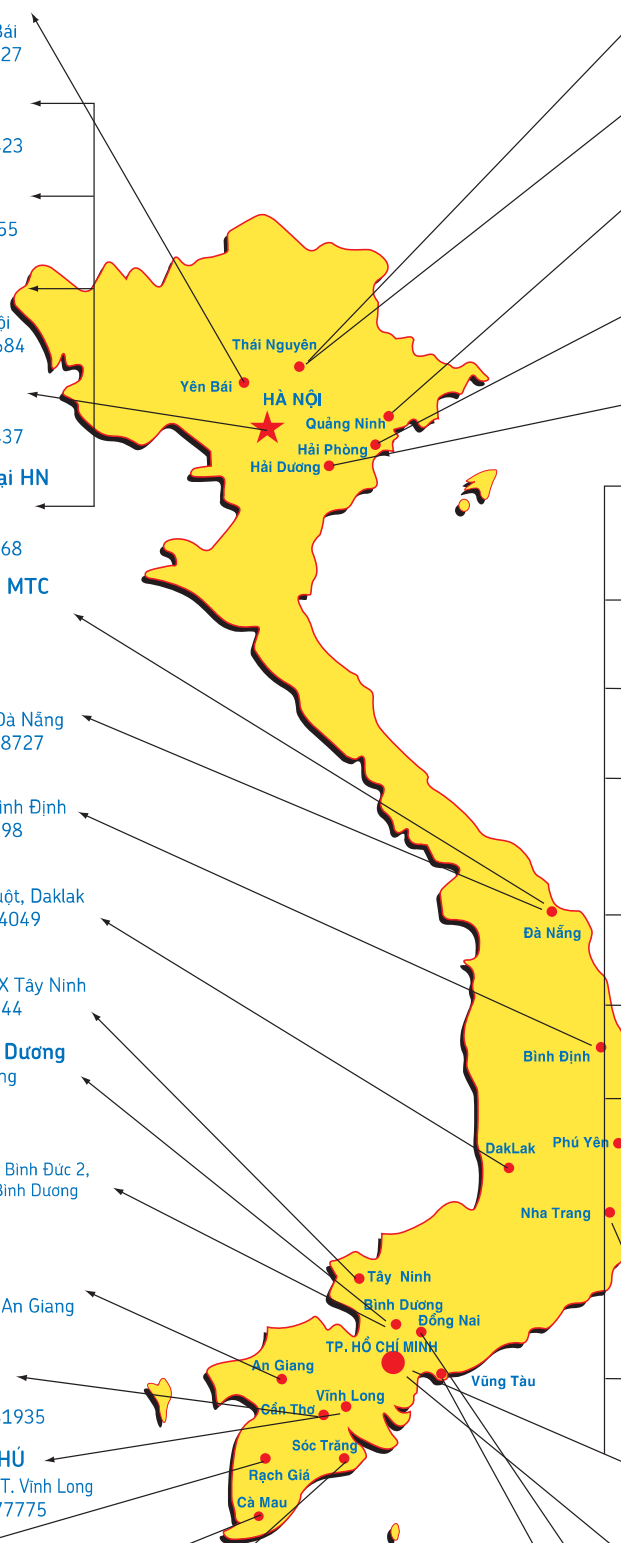 Bái
27
23
55
ội
684
37
ại HN
68
MTC
Đà Nẵng
8727
ình Định
98
uột, Daklak
4049
X Tây Ninh
44
Dương
ng
Bình Đức 2,
Bình Dương
An Giang
1935
HÚ
T. Vĩnh Long
77775
Thái Nguyên
Yên Bái
HÀ NỘI
Quảng Ninh
Hải Phòng
Hải Dương
Đà Nẵng
Bình Định
Phú Yên
DakLak
Nha Trang
Tây Ninh
Bình Dương
Đồng Nai
TP. HỒ CHÍ MINH
An Giang
Vũng Tàu
Vĩnh Long
Cần Thơ
Sóc Trăng
Rạch Giá
Cà Mau